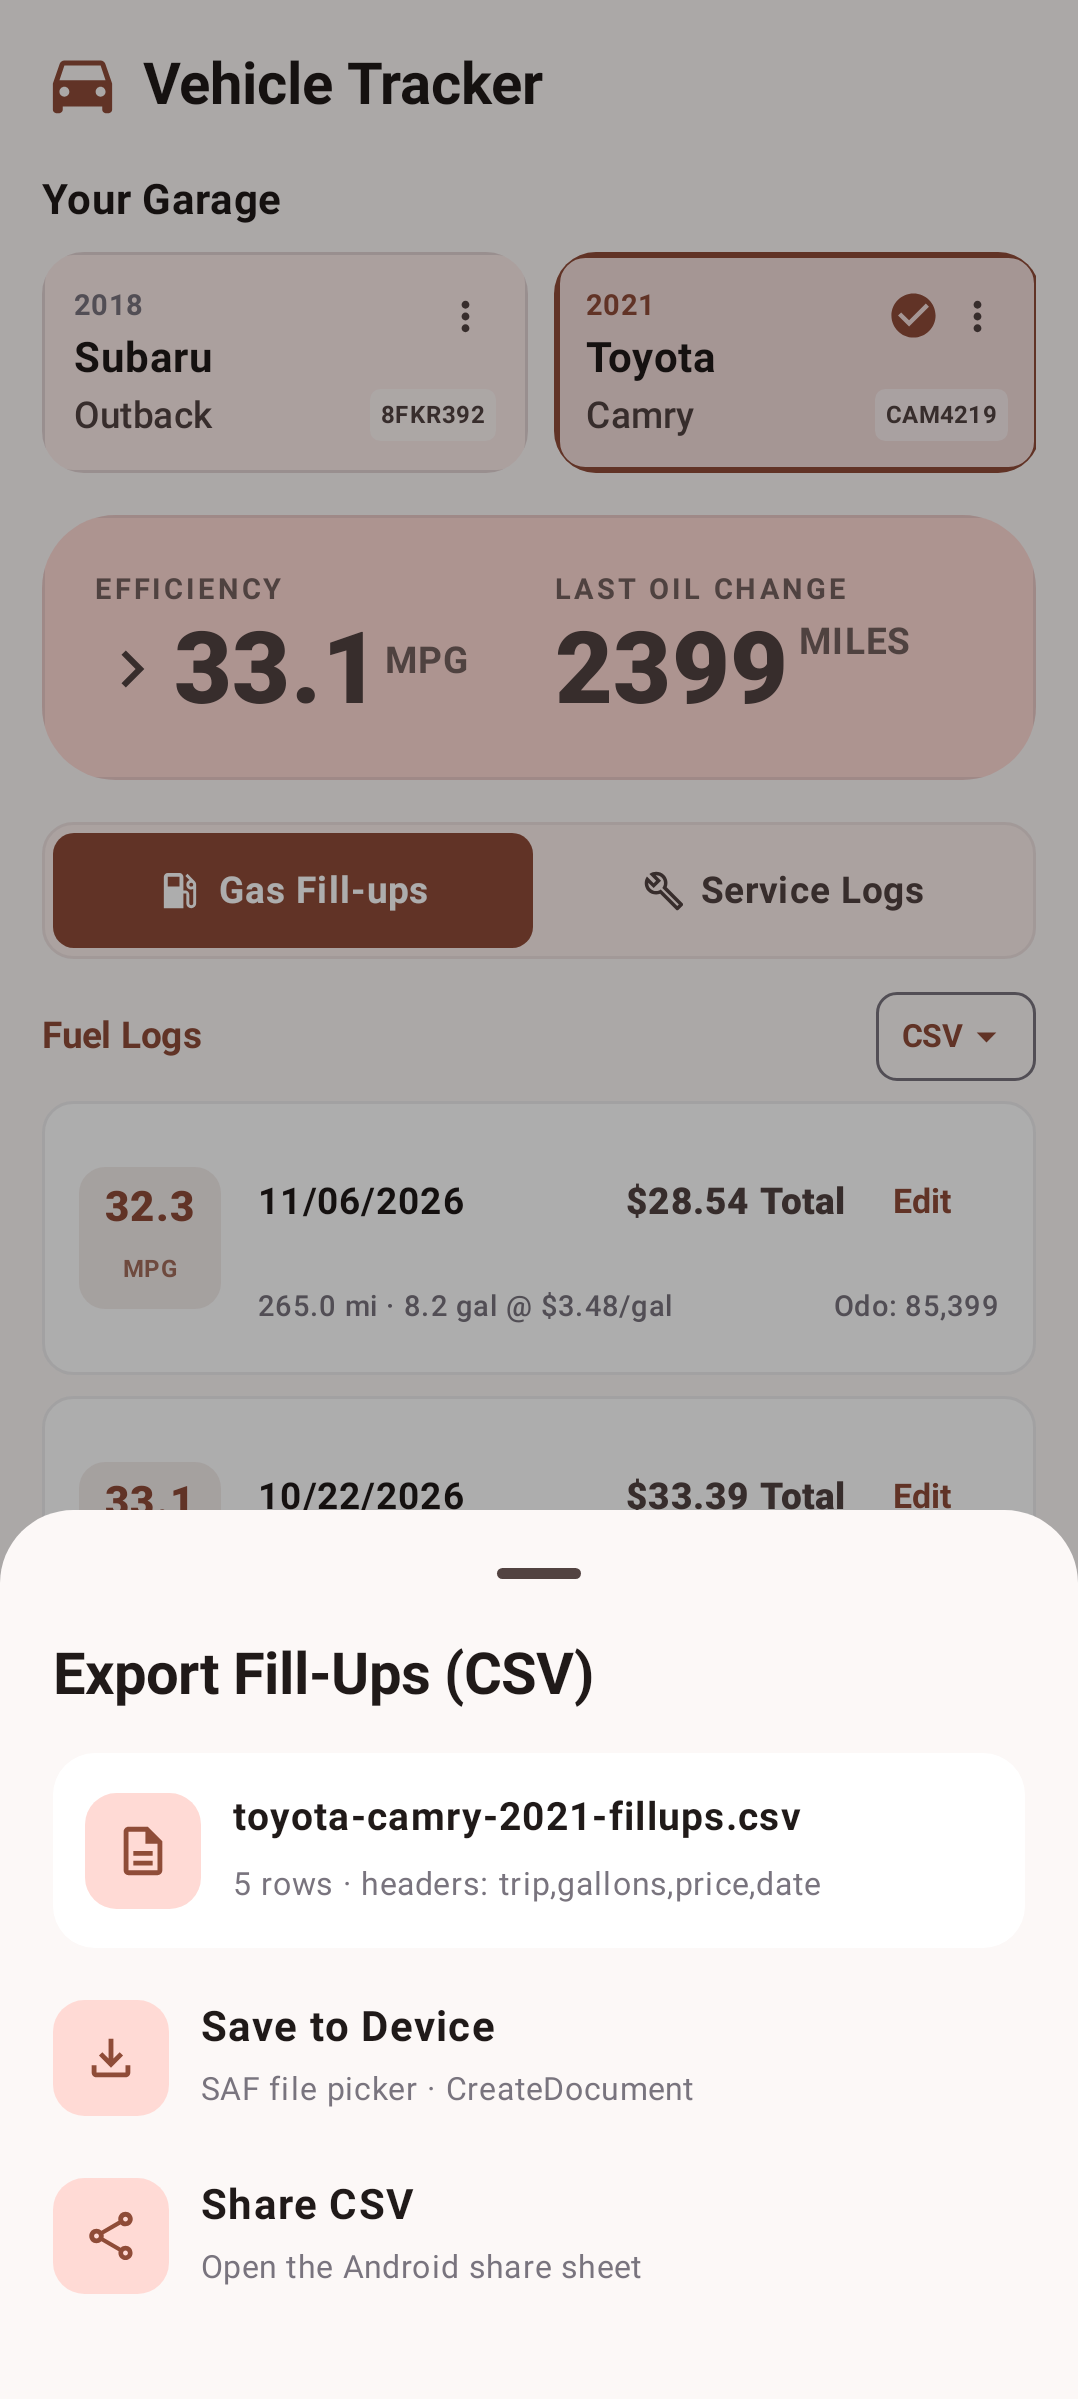 Vehicle Tracker
Your Garage
2018
Subaru
Outback
8FKR392
2021
Toyota
Camry
CAM4219
EFFICIENCY
33.1 MPG
LAST OIL CHANGE
2399 MILES
Gas Fill-ups
Service Logs
Fuel Logs
CSV
32.3
MPG
11/06/2026
$28.54 Total
Edit
265.0 mi · 8.2 gal @ $3.48/gal
Odo: 85,399
33.1
10/22/2026
$33.39 Total
Edit
Export Fill-Ups (CSV)
toyota-camry-2021-fillups.csv
5 rows · headers: trip,gallons,price,date
Save to Device
SAF file picker · CreateDocument
Share CSV
Open the Android share sheet